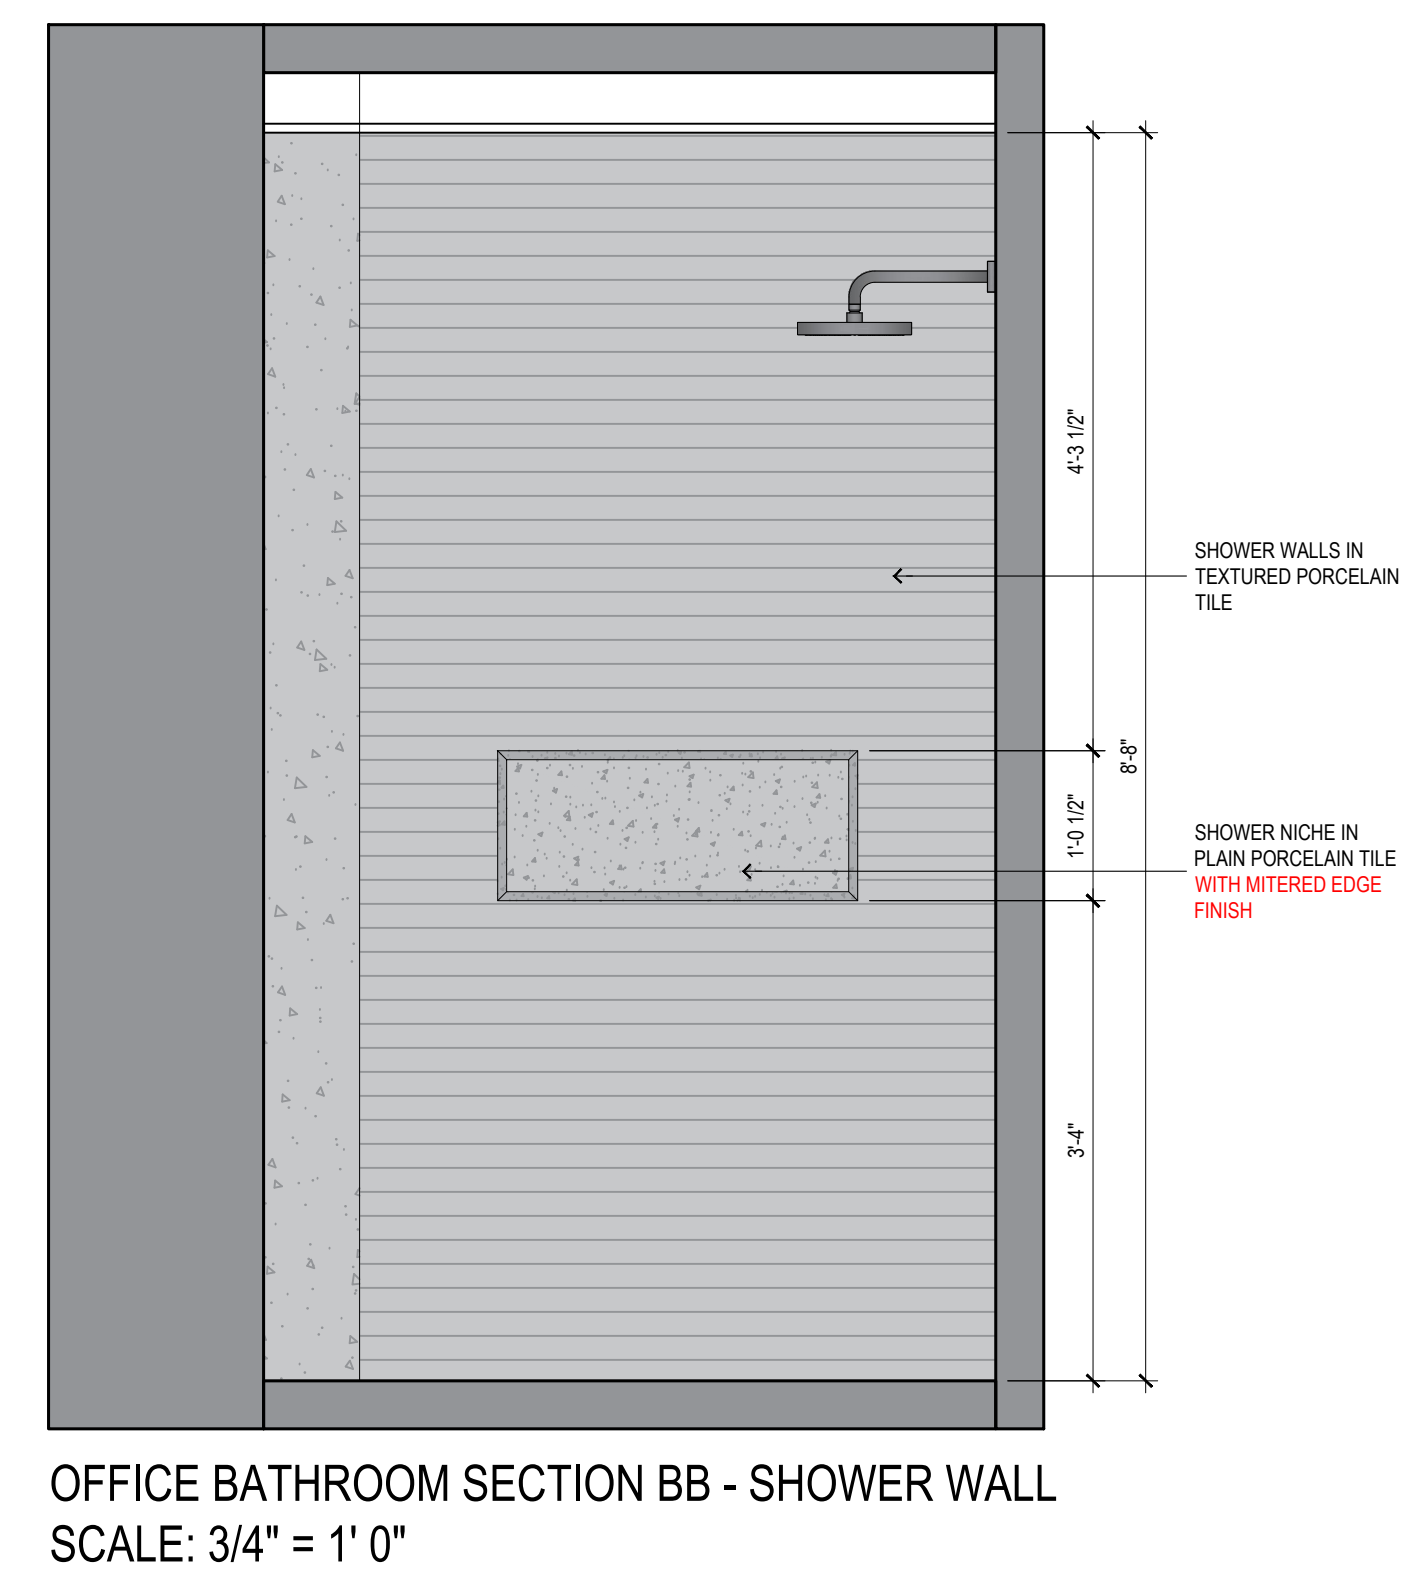 4'-3 1/2"
SHOWER WALLS IN
TEXTURED PORCELAIN
TILE
8'-8"
1'-0 1/2"
SHOWER NICHE IN
PLAIN PORCELAIN TILE
WITH MITERED EDGE
FINISH
3'-4"
OFFICE BATHROOM SECTION BB - SHOWER WALL
SCALE: 3/4" = 1' 0"